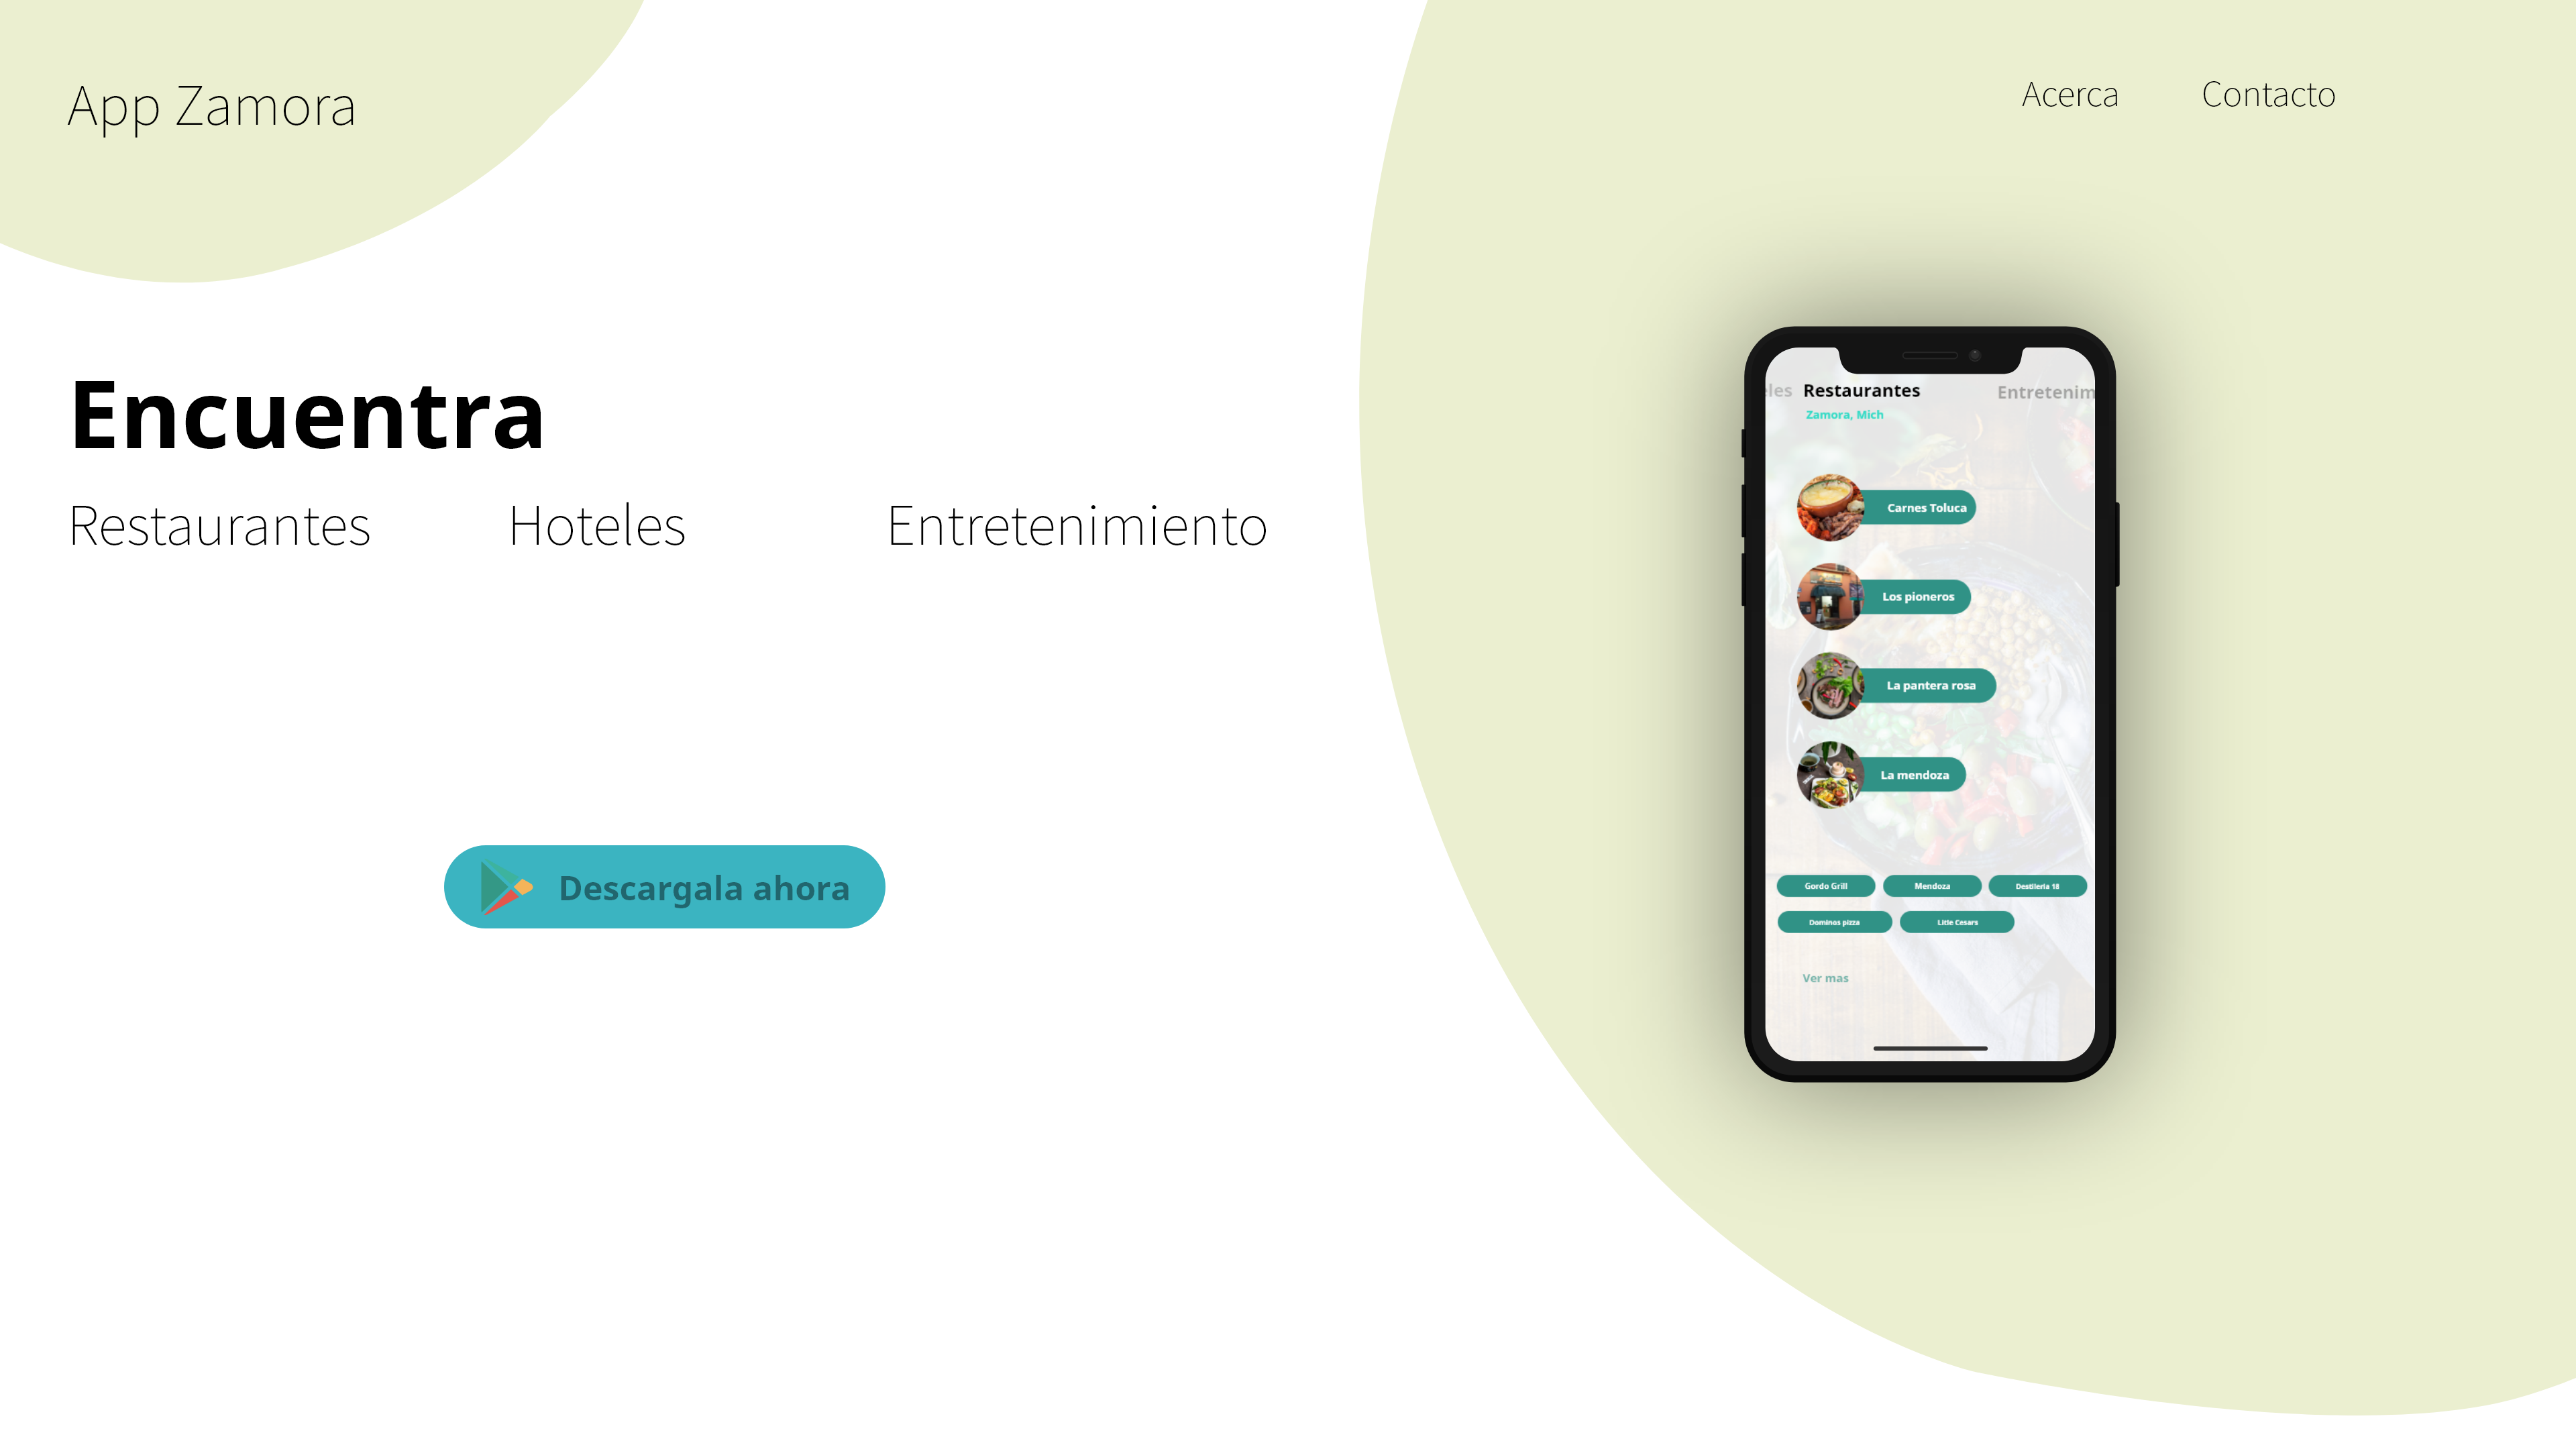 App Zamora
Acerca Contacto
Encuentra
Restaurantes Hoteles Entretenimiento
Descargala ahora
eles Restaurantes Entretenim
Zamora, Mich
Carnes Toluca
Los pioneros
La pantera rosa
La mendoza
Gordo Grill Mendoza Destileria 18
Dominos pizza Litle Cesars
Ver mas